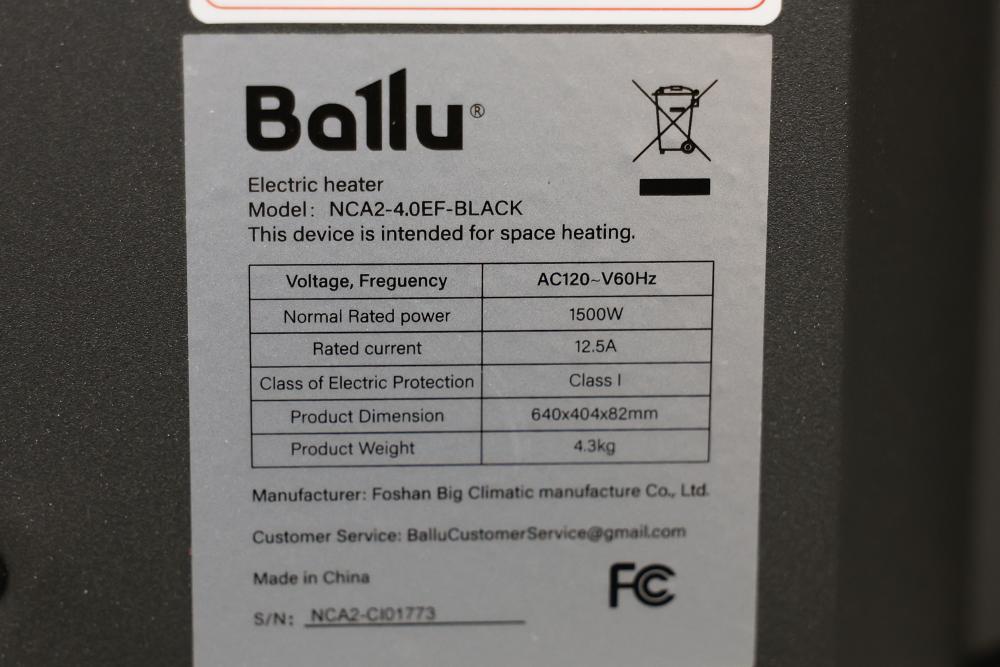 Ballu®
Electric heater
Model: NCA2-4.0EF-BLACK
This device is intended for space heating.
Voltage, Freguency AC120~V60Hz
Normal Rated power 1500W
Rated current 12.5A
Class of Electric Protection Class I
Product Dimension 640x404x82mm
Product Weight 4.3kg
Manufacturer: Foshan Big Climatic manufacture Co., Ltd.
Customer Service: BalluCustomerService@gmail.com
Made in China
FC
S/N: NCA2-CI01773